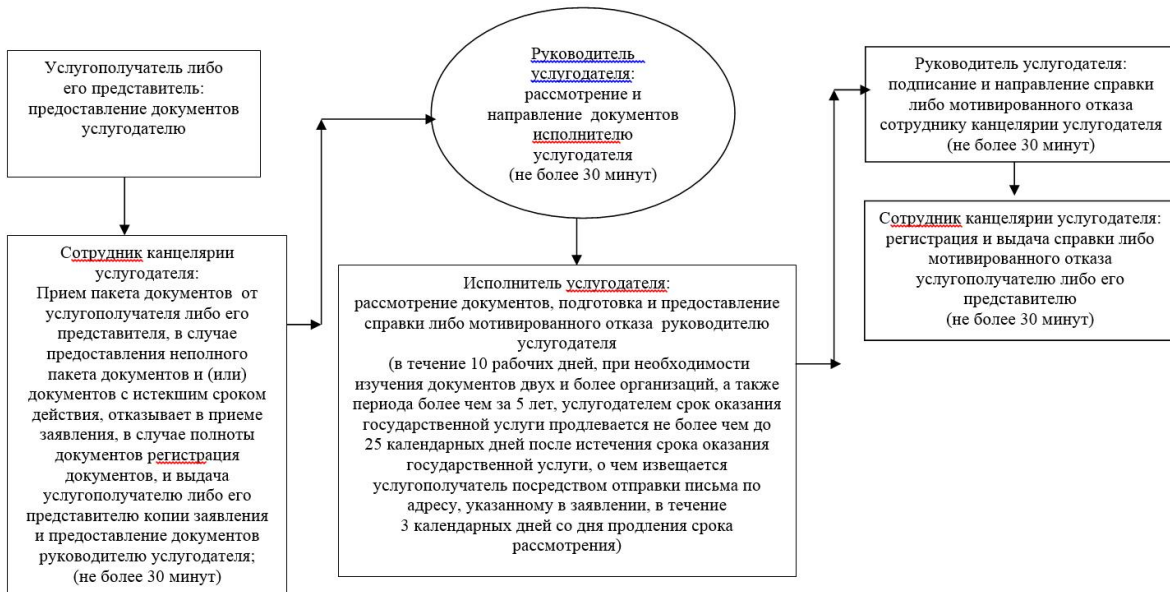 Услугополучатель либо
его представитель:
предоставление документов
услугодателю
Сотрудник канцелярии
услугодателя:
Прием пакета документов от
услугополучателя либо его
представителя, в случае
предоставления неполного
пакета документов и (или)
документов с истекшим сроком
действия, отказывает в приеме
заявления, в случае полноты
документов регистрация
документов, и выдача
услугополучателю либо его
представителю копии заявления
и предоставление документов
руководителю услугодателя;
(не более 30 минут)
Руководитель
услугодателя:
рассмотрение и
направление документов
исполнителю
услугодателя
(не более 30 минут)
Исполнитель услугодателя:
рассмотрение документов, подготовка и предоставление
справки либо мотивированного отказа руководителю
услугодателя
(в течение 10 рабочих дней, при необходимости
изучения документов двух и более организаций, а также
периода более чем за 5 лет, услугодателем срок оказания
государственной услуги продлевается не более чем до
25 календарных дней после истечения срока оказания
государственной услуги, о чем извещается
услугополучатель посредством отправки письма по
адресу, указанному в заявлении, в течение
3 календарных дней со дня продления срока
рассмотрения)
Руководитель услугодателя:
подписание и направление справки
либо мотивированного отказа
сотруднику канцелярии услугодателя
(не более 30 минут)
Сотрудник канцелярии услугодателя:
регистрация и выдача справки либо
мотивированного отказа
услугополучателю либо его
представителю
(не более 30 минут)